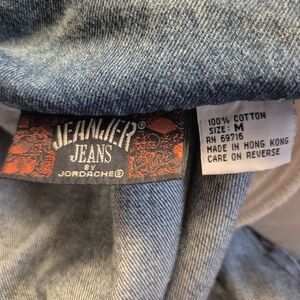 JEANJER®
JEANS
BY
JORDACHE®
100% COTTON
SIZE: M
RN 69716
MADE IN HONG KONG
CARE ON REVERSE